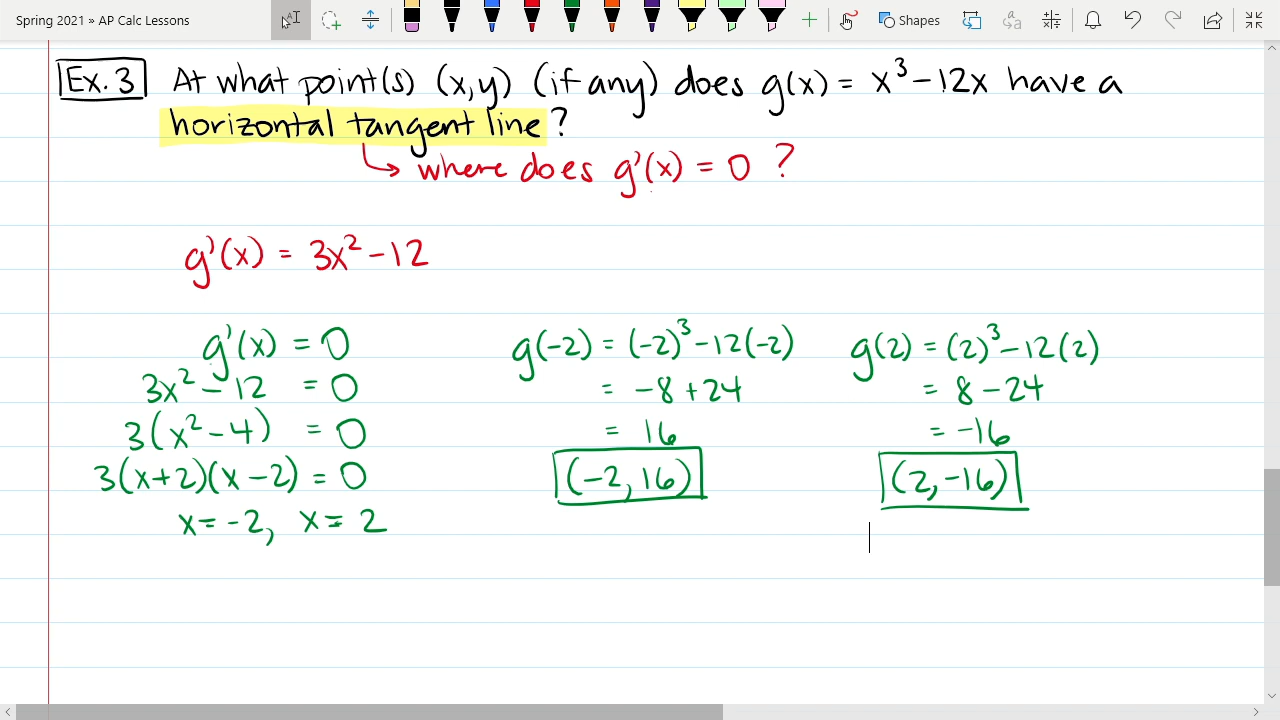 Spring 2021 » AP Calc Lessons
Shapes
Ex. 3 At what point(s) (x,y) (if any) does g(x) = x³ - 12x have a
horizontal tangent line?
↳ where does g'(x) = 0 ?
g'(x) = 3x² - 12
g'(x) = 0
3x² - 12 = 0
3(x² - 4) = 0
3(x+2)(x-2) = 0
x = -2, x = 2
g(-2) = (-2)³ - 12(-2)
= -8 + 24
= 16
(-2, 16)
g(2) = (2)³ - 12(2)
= 8 - 24
= -16
(2, -16)